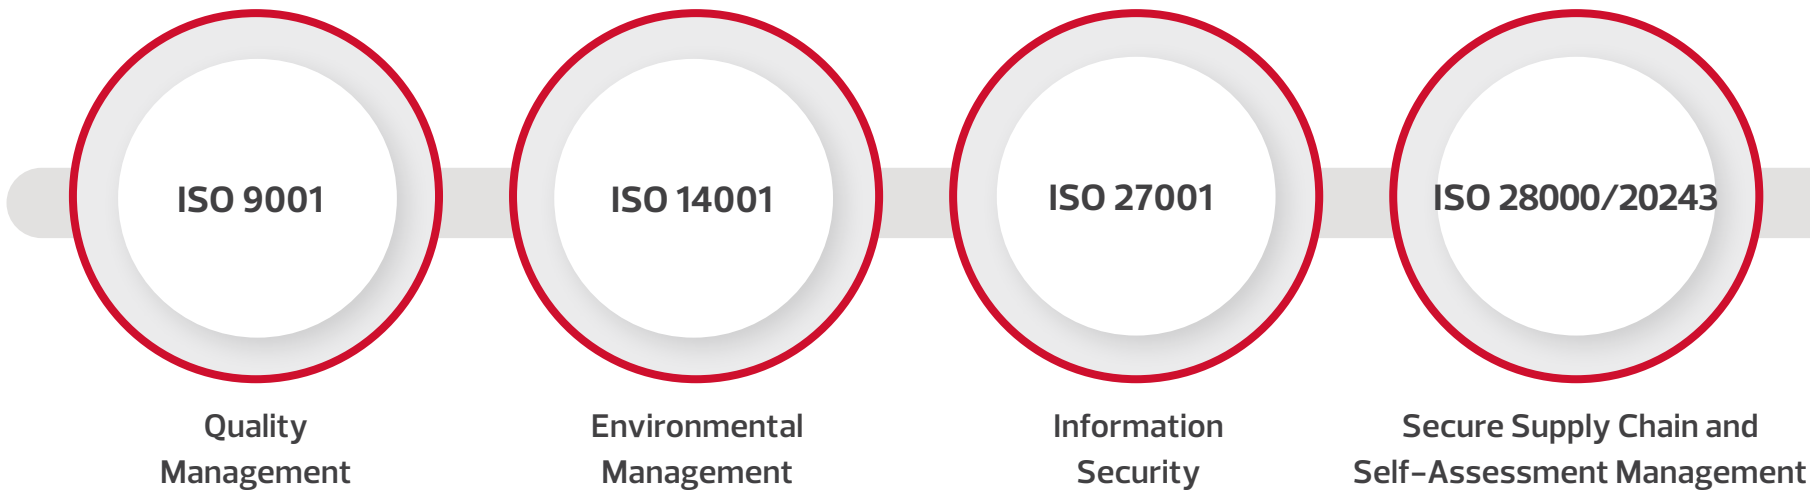 ISO 9001
ISO 14001
ISO 27001
ISO 28000/20243
Quality
Management
Environmental
Management
Information
Security
Secure Supply Chain and
Self-Assessment Management